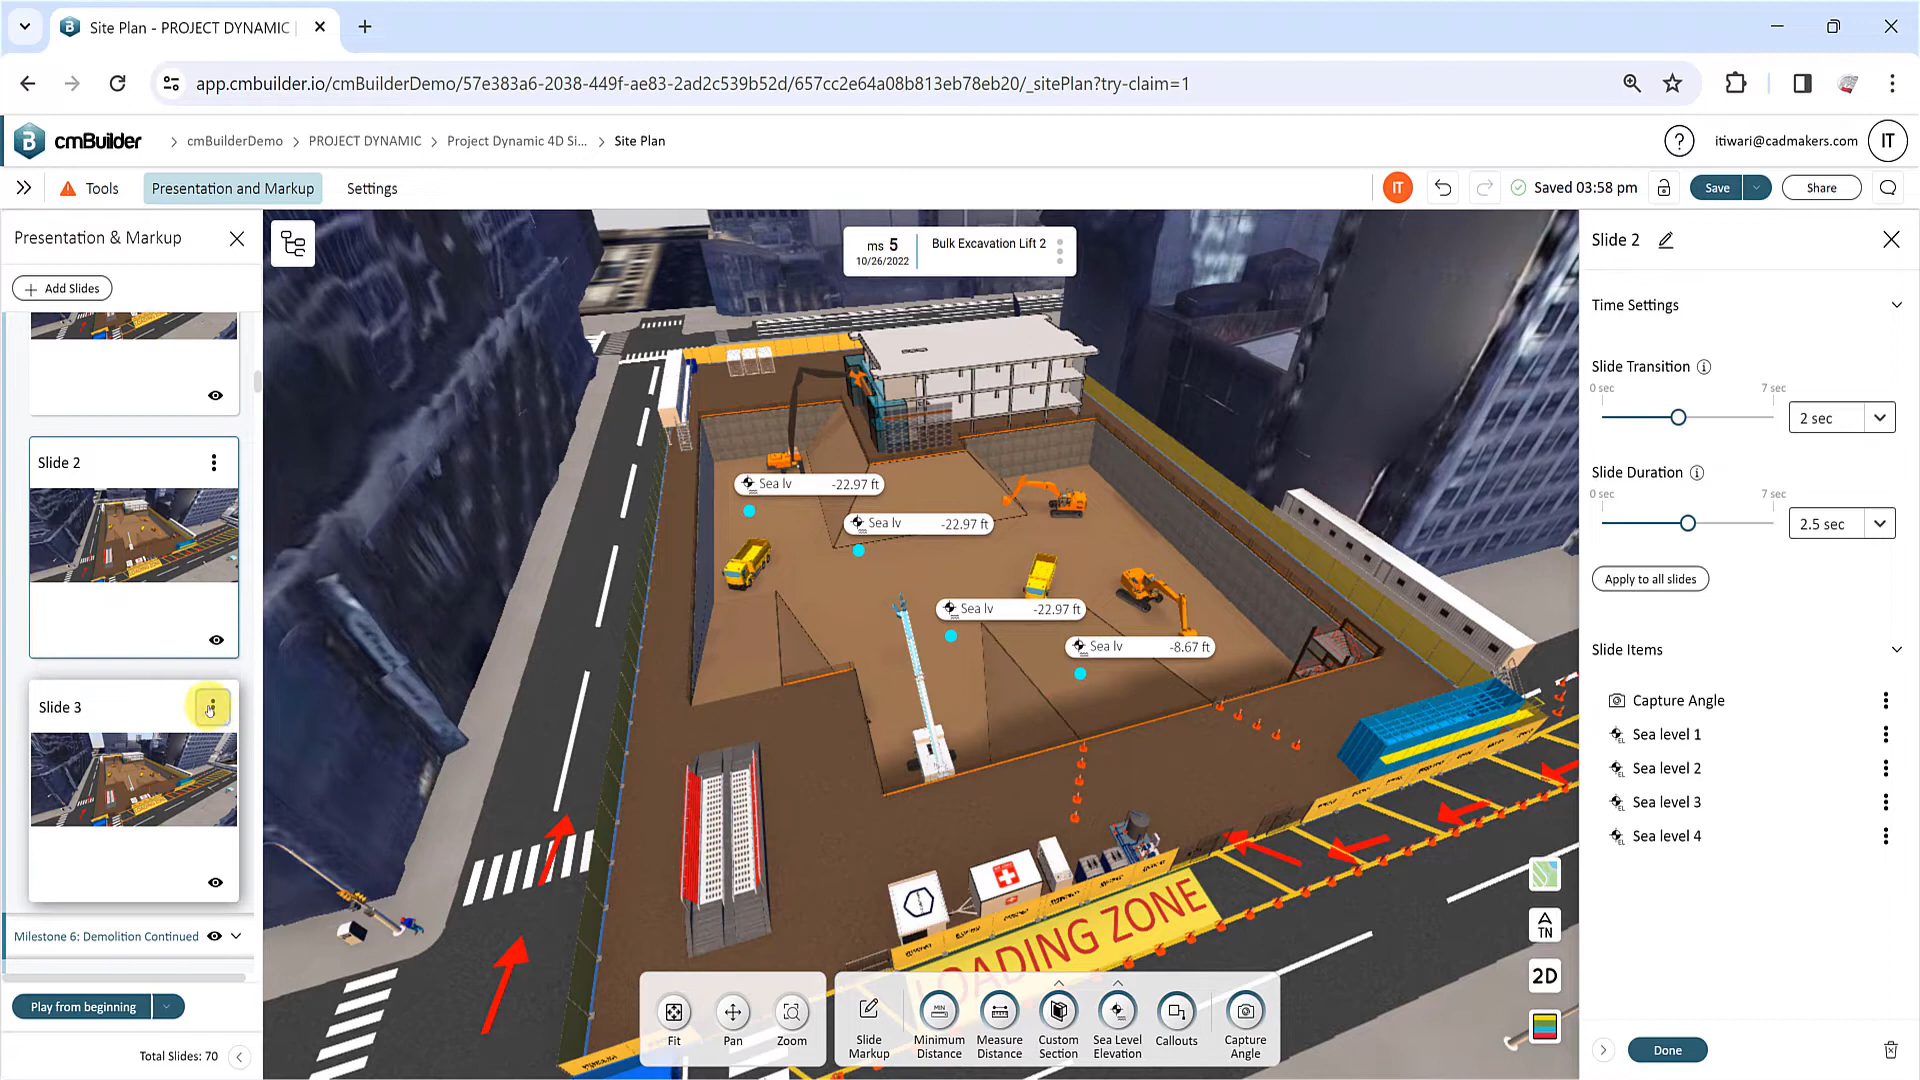 Site Plan - PROJECT DYNAMIC
app.cmbuilder.io/cmBuilderDemo/57e383a6-2038-449f-ae83-2ad2c539b52d/657cc2e64a08b813eb78eb20/_sitePlan?try-claim=1
B cmBuilder cmBuilderDemo PROJECT DYNAMIC Project Dynamic 4D Si... Site Plan
? itiwari@cadmakers.com IT
Tools Presentation and Markup Settings
IT Saved 03:58 pm Save Share
Presentation & Markup
Add Slides
Slide 2
Slide 3
Milestone 6: Demolition Continued
Play from beginning
Total Slides: 70
ms 5
10/26/2022
Bulk Excavation Lift 2
Sea lv -22.97 ft
Sea lv -22.97 ft
Sea lv -22.97 ft
Sea lv -8.67 ft
LOADING ZONE
A
TN
2D
Fit
Pan
Zoom
Slide
Markup
MIN
Minimum
Distance
Measure
Distance
Custom
Section
EL
Sea Level
Elevation
Callouts
Capture
Angle
Slide 2
Time Settings
Slide Transition
0 sec 7 sec
2 sec
Slide Duration
0 sec 7 sec
2.5 sec
Apply to all slides
Slide Items
Capture Angle
Sea level 1
Sea level 2
Sea level 3
Sea level 4
Done